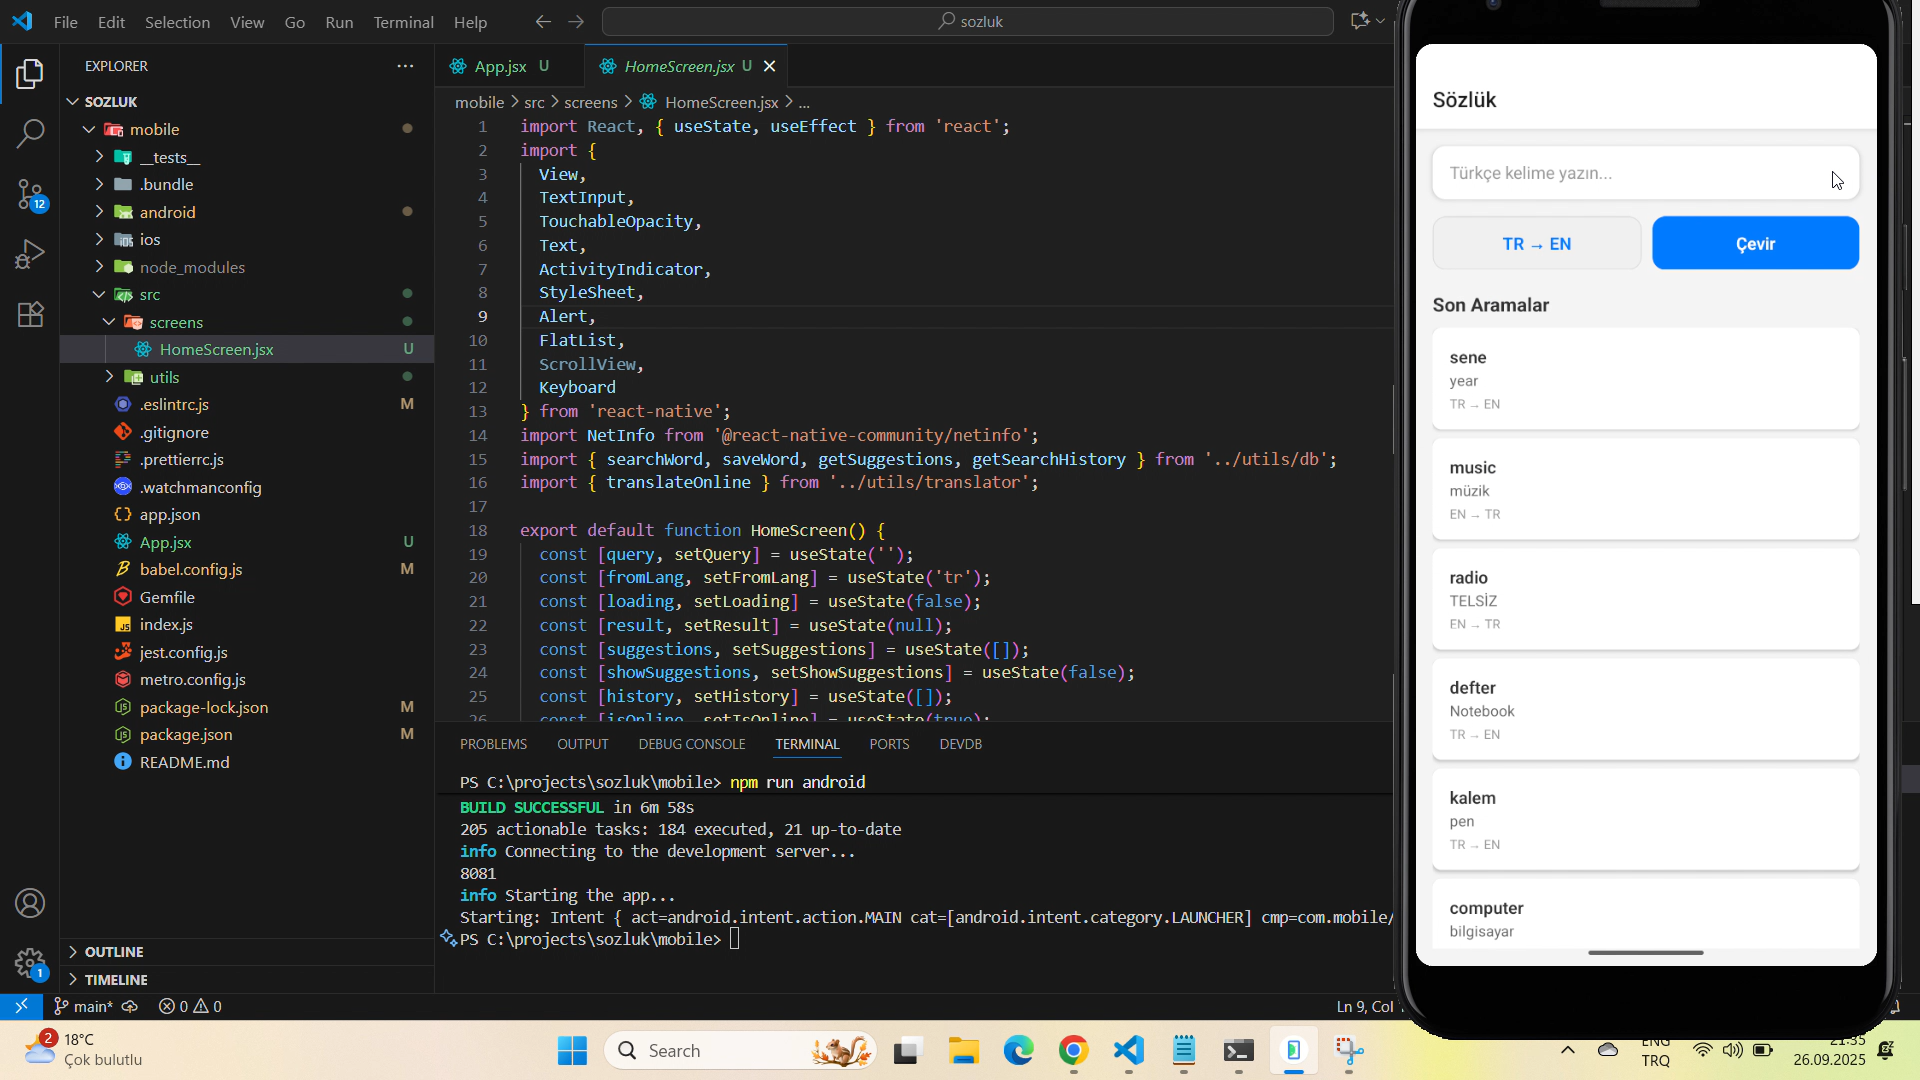 File Edit Selection View Go Run Terminal Help
sozluk
EXPLORER
SOZLUK
mobile
__tests__
.bundle
android
ios
node_modules
src
screens
HomeScreen.jsx U
utils
.eslintrc.js M
.gitignore
.prettierrc.js
.watchmanconfig
app.json
App.jsx U
babel.config.js M
Gemfile
index.js
jest.config.js
metro.config.js
package-lock.json M
package.json M
README.md
OUTLINE
TIMELINE
12
1
App.jsx U
HomeScreen.jsx U
mobile > src > screens > HomeScreen.jsx > ...
1 import React, { useState, useEffect } from 'react';
2 import {
3 View,
4 TextInput,
5 TouchableOpacity,
6 Text,
7 ActivityIndicator,
8 StyleSheet,
9 Alert,
10 FlatList,
11 ScrollView,
12 Keyboard
13 } from 'react-native';
14 import NetInfo from '@react-native-community/netinfo';
15 import { searchWord, saveWord, getSuggestions, getSearchHistory } from '../utils/db';
16 import { translateOnline } from '../utils/translator';
17
18 export default function HomeScreen() {
19 const [query, setQuery] = useState('');
20 const [fromLang, setFromLang] = useState('tr');
21 const [loading, setLoading] = useState(false);
22 const [result, setResult] = useState(null);
23 const [suggestions, setSuggestions] = useState([]);
24 const [showSuggestions, setShowSuggestions] = useState(false);
25 const [history, setHistory] = useState([]);
26 const [isOnline, setIsOnline] = useState(true);
PROBLEMS OUTPUT DEBUG CONSOLE TERMINAL PORTS DEVDB
PS C:\projects\sozluk\mobile> npm run android
BUILD SUCCESSFUL in 6m 58s
205 actionable tasks: 184 executed, 21 up-to-date
info Connecting to the development server...
8081
info Starting the app...
Starting: Intent { act=android.intent.action.MAIN cat=[android.intent.category.LAUNCHER] cmp=com.mobile/
PS C:\projects\sozluk\mobile>
main* 0 0
Ln 9, Col
Sözlük
Türkçe kelime yazın...
TR → EN
Çevir
Son Aramalar
sene
year
TR → EN
music
müzik
EN → TR
radio
TELSİZ
EN → TR
defter
Notebook
TR → EN
kalem
pen
TR → EN
computer
bilgisayar
2
18°C
Çok bulutlu
Search
ENG
TRQ
21:35
26.09.2025